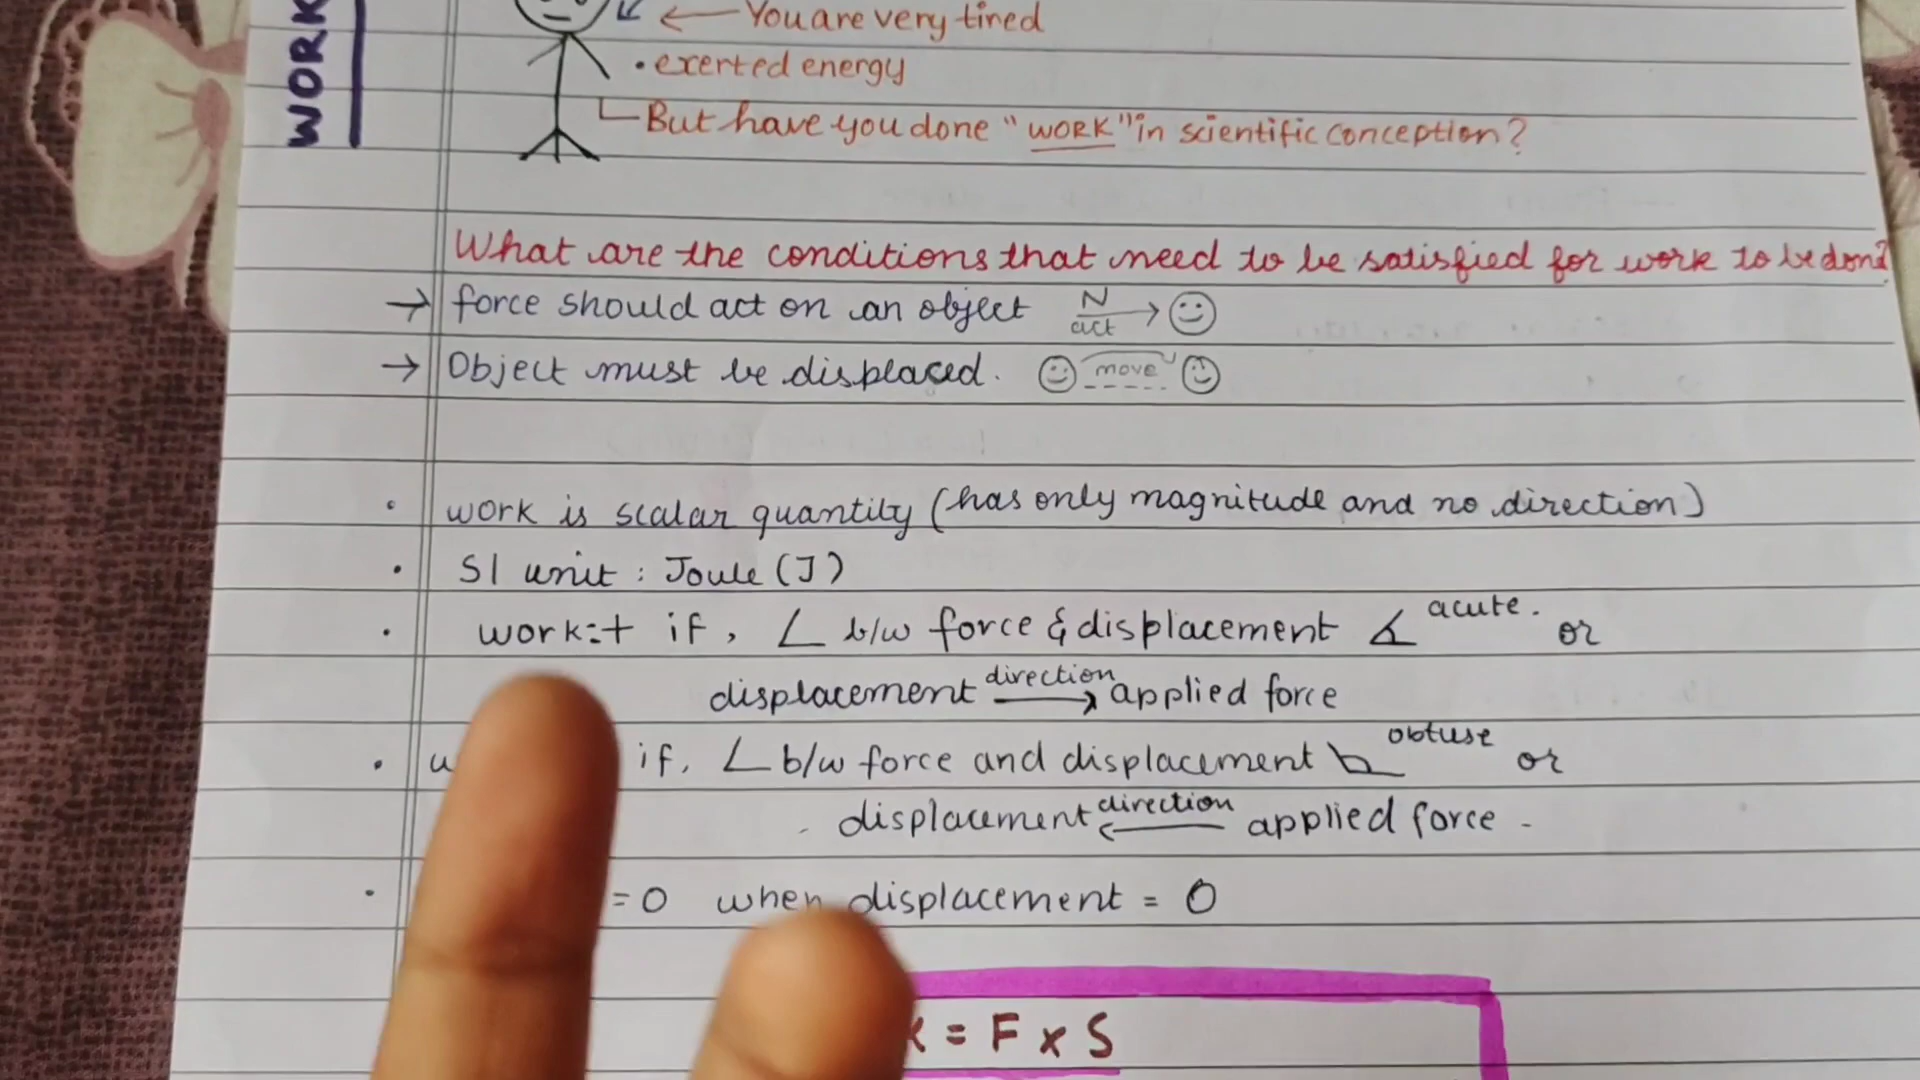 WORK
You are very tired
• exerted energy
But have you done "WORK" in scientific conception?
What are the conditions that need to be satisfied for work to be done?
→ force should act on an object N act →
→ Object must be displaced. move
• work is scalar quantity (has only magnitude and no direction)
• SI unit : Joule (J)
• work:+ if, ∠ b/w force & displacement acute. or
displacement direction → applied force
• if, ∠ b/w force and displacement obtuse or
displacement direction ← applied force -
• =0 when displacement = 0
= F x S